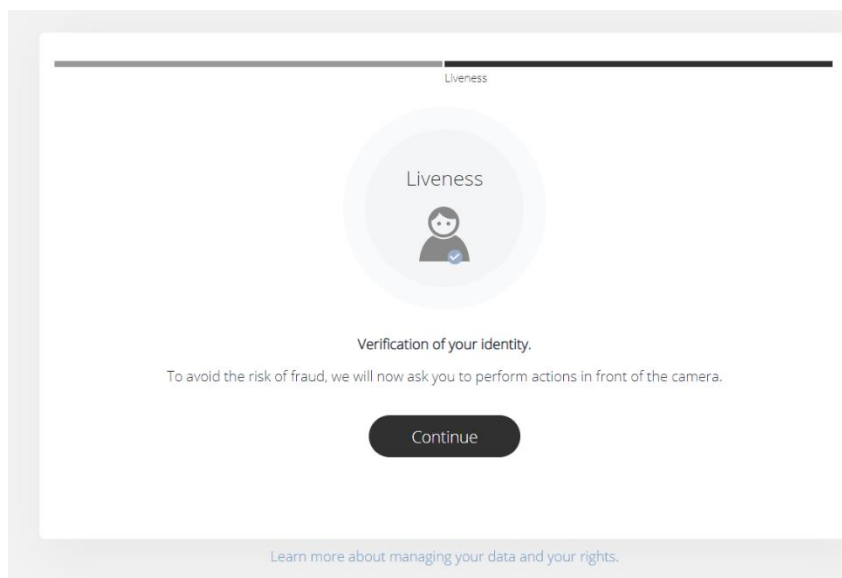 Liveness
Liveness
Verification of your identity.
To avoid the risk of fraud, we will now ask you to perform actions in front of the camera.
Continue
Learn more about managing your data and your rights.